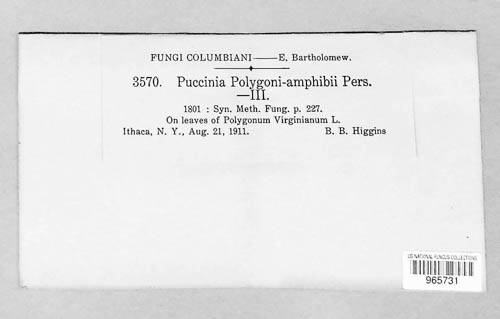 FUNGI COLUMBIANI——E. Bartholomew.
3570. Puccinia Polygoni-amphibii Pers.
—III.
1801 : Syn. Meth. Fung. p. 227.
On leaves of Polygonum Virginianum L.
Ithaca, N. Y., Aug. 21, 1911. B. B. Higgins
US NATIONAL FUNGUS COLLECTIONS
965731